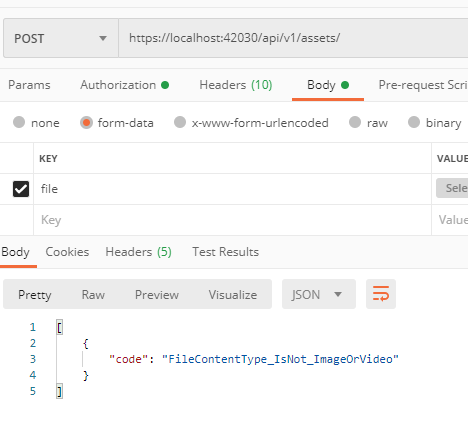 POST https://localhost:42030/api/v1/assets/
Params Authorization Headers (10) Body Pre-request Scri
none form-data x-www-form-urlencoded raw binary
KEY VALUE
file Sele
Key Value
Body Cookies Headers (5) Test Results
Pretty Raw Preview Visualize JSON
1 [
2 {
3 "code": "FileContentType_IsNot_ImageOrVideo"
4 }
5 ]